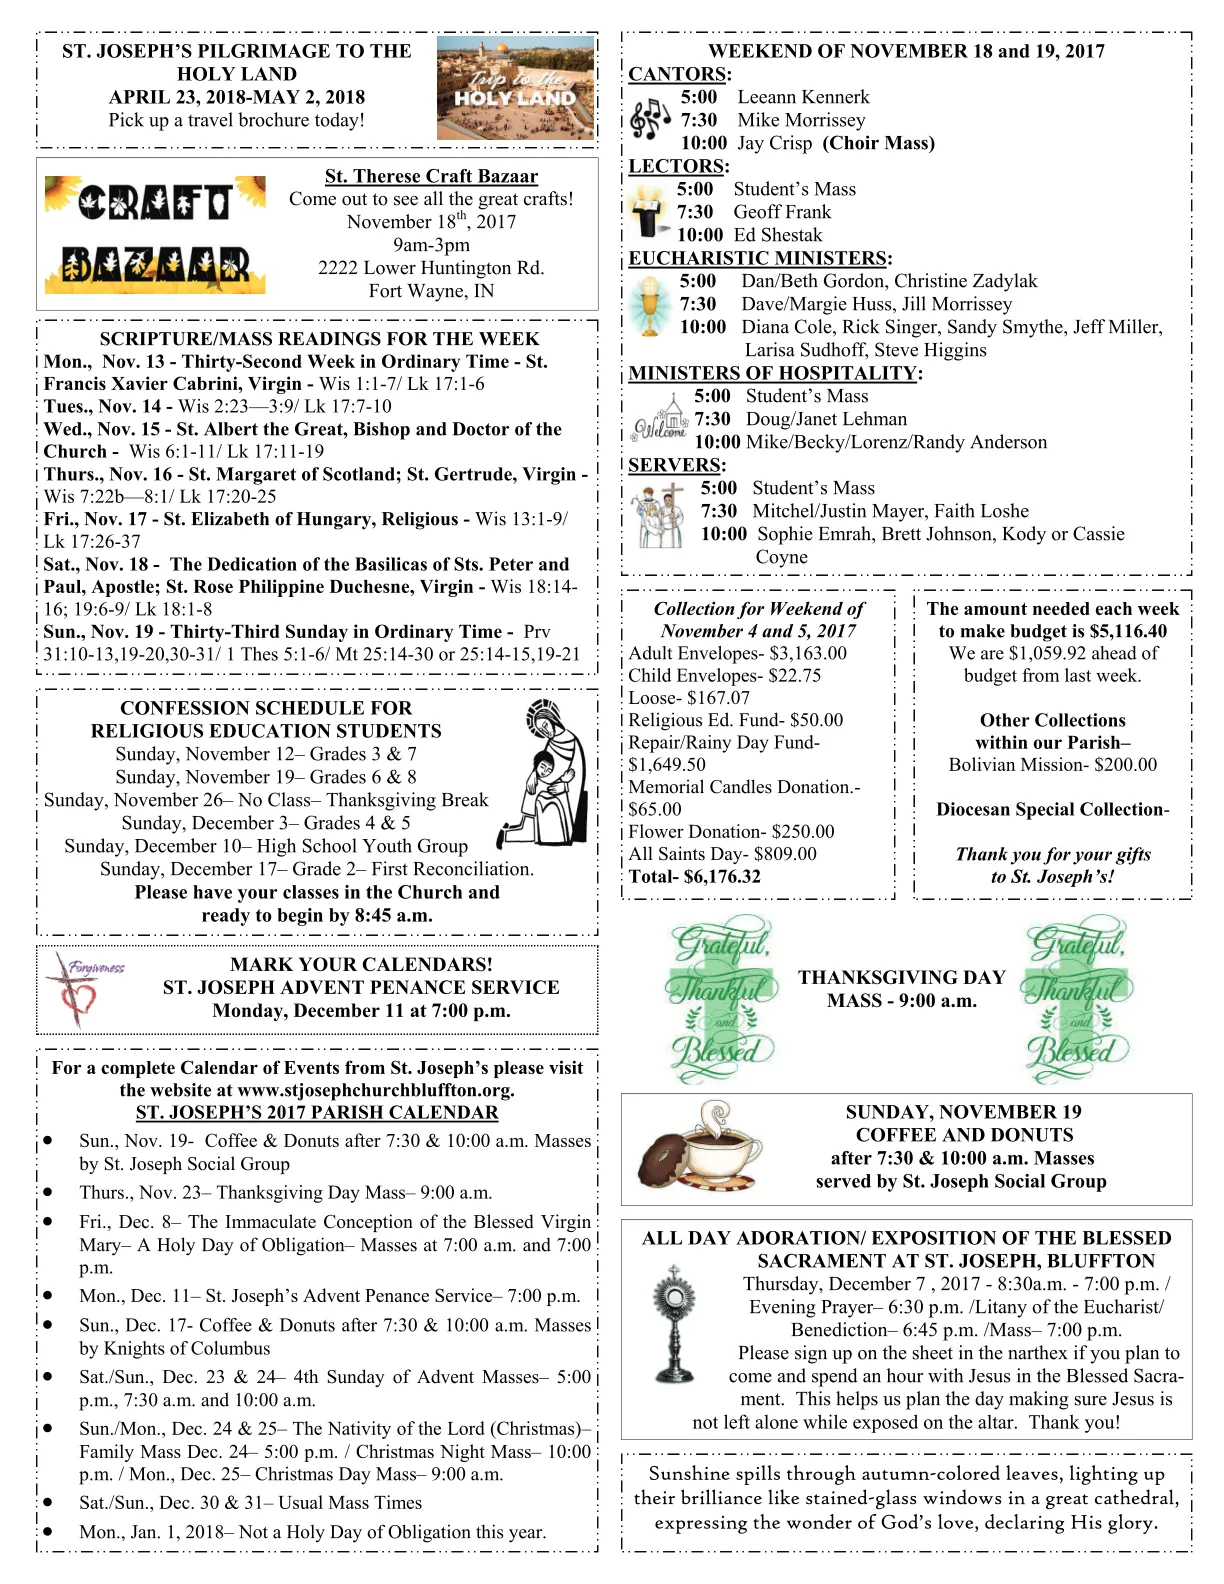 ST. JOSEPH'S PILGRIMAGE TO THE
HOLY LAND
APRIL 23, 2018-MAY 2, 2018
Pick up a travel brochure today!
Trip to the
HOLY LAND
CRAFT
BAZAAR
St. Therese Craft Bazaar
Come out to see all the great crafts!
November 18th, 2017
9am-3pm
2222 Lower Huntington Rd.
Fort Wayne, IN
SCRIPTURE/MASS READINGS FOR THE WEEK
Mon., Nov. 13 - Thirty-Second Week in Ordinary Time - St.
Francis Xavier Cabrini, Virgin - Wis 1:1-7/ Lk 17:1-6
Tues., Nov. 14 - Wis 2:23—3:9/ Lk 17:7-10
Wed., Nov. 15 - St. Albert the Great, Bishop and Doctor of the
Church - Wis 6:1-11/ Lk 17:11-19
Thurs., Nov. 16 - St. Margaret of Scotland; St. Gertrude, Virgin -
Wis 7:22b—8:1/ Lk 17:20-25
Fri., Nov. 17 - St. Elizabeth of Hungary, Religious - Wis 13:1-9/
Lk 17:26-37
Sat., Nov. 18 - The Dedication of the Basilicas of Sts. Peter and
Paul, Apostle; St. Rose Philippine Duchesne, Virgin - Wis 18:14-
16; 19:6-9/ Lk 18:1-8
Sun., Nov. 19 - Thirty-Third Sunday in Ordinary Time - Prv
31:10-13,19-20,30-31/ 1 Thes 5:1-6/ Mt 25:14-30 or 25:14-15,19-21
CONFESSION SCHEDULE FOR
RELIGIOUS EDUCATION STUDENTS
Sunday, November 12– Grades 3 & 7
Sunday, November 19– Grades 6 & 8
Sunday, November 26– No Class– Thanksgiving Break
Sunday, December 3– Grades 4 & 5
Sunday, December 10– High School Youth Group
Sunday, December 17– Grade 2– First Reconciliation.
Please have your classes in the Church and
ready to begin by 8:45 a.m.
Forgiveness
MARK YOUR CALENDARS!
ST. JOSEPH ADVENT PENANCE SERVICE
Monday, December 11 at 7:00 p.m.
For a complete Calendar of Events from St. Joseph's please visit
the website at www.stjosephchurchbluffton.org.
ST. JOSEPH'S 2017 PARISH CALENDAR
• Sun., Nov. 19- Coffee & Donuts after 7:30 & 10:00 a.m. Masses
by St. Joseph Social Group
• Thurs., Nov. 23– Thanksgiving Day Mass– 9:00 a.m.
• Fri., Dec. 8– The Immaculate Conception of the Blessed Virgin
Mary– A Holy Day of Obligation– Masses at 7:00 a.m. and 7:00
p.m.
• Mon., Dec. 11– St. Joseph's Advent Penance Service– 7:00 p.m.
• Sun., Dec. 17- Coffee & Donuts after 7:30 & 10:00 a.m. Masses
by Knights of Columbus
• Sat./Sun., Dec. 23 & 24– 4th Sunday of Advent Masses– 5:00
p.m., 7:30 a.m. and 10:00 a.m.
• Sun./Mon., Dec. 24 & 25– The Nativity of the Lord (Christmas)–
Family Mass Dec. 24– 5:00 p.m. / Christmas Night Mass– 10:00
p.m. / Mon., Dec. 25– Christmas Day Mass– 9:00 a.m.
• Sat./Sun., Dec. 30 & 31– Usual Mass Times
• Mon., Jan. 1, 2018– Not a Holy Day of Obligation this year.
WEEKEND OF NOVEMBER 18 and 19, 2017
CANTORS:
5:00 Leeann Kennerk
7:30 Mike Morrissey
10:00 Jay Crisp (Choir Mass)
LECTORS:
5:00 Student's Mass
7:30 Geoff Frank
10:00 Ed Shestak
EUCHARISTIC MINISTERS:
5:00 Dan/Beth Gordon, Christine Zadylak
7:30 Dave/Margie Huss, Jill Morrissey
10:00 Diana Cole, Rick Singer, Sandy Smythe, Jeff Miller,
Larisa Sudhoff, Steve Higgins
MINISTERS OF HOSPITALITY:
Welcome
5:00 Student's Mass
7:30 Doug/Janet Lehman
10:00 Mike/Becky/Lorenz/Randy Anderson
SERVERS:
5:00 Student's Mass
7:30 Mitchel/Justin Mayer, Faith Loshe
10:00 Sophie Emrah, Brett Johnson, Kody or Cassie
Coyne
Collection for Weekend of
November 4 and 5, 2017
Adult Envelopes- $3,163.00
Child Envelopes- $22.75
Loose- $167.07
Religious Ed. Fund- $50.00
Repair/Rainy Day Fund-
$1,649.50
Memorial Candles Donation.-
$65.00
Flower Donation- $250.00
All Saints Day- $809.00
Total- $6,176.32
The amount needed each week
to make budget is $5,116.40
We are $1,059.92 ahead of
budget from last week.
Other Collections
within our Parish–
Bolivian Mission- $200.00
Diocesan Special Collection-
Thank you for your gifts
to St. Joseph's!
Grateful,
Thankful
and
Blessed
THANKSGIVING DAY
MASS - 9:00 a.m.
Grateful,
Thankful
and
Blessed
SUNDAY, NOVEMBER 19
COFFEE AND DONUTS
after 7:30 & 10:00 a.m. Masses
served by St. Joseph Social Group
ALL DAY ADORATION/ EXPOSITION OF THE BLESSED
SACRAMENT AT ST. JOSEPH, BLUFFTON
Thursday, December 7 , 2017 - 8:30a.m. - 7:00 p.m. /
Evening Prayer– 6:30 p.m. /Litany of the Eucharist/
Benediction– 6:45 p.m. /Mass– 7:00 p.m.
Please sign up on the sheet in the narthex if you plan to
come and spend an hour with Jesus in the Blessed Sacra-
ment. This helps us plan the day making sure Jesus is
not left alone while exposed on the altar. Thank you!
Sunshine spills through autumn-colored leaves, lighting up
their brilliance like stained-glass windows in a great cathedral,
expressing the wonder of God's love, declaring His glory.